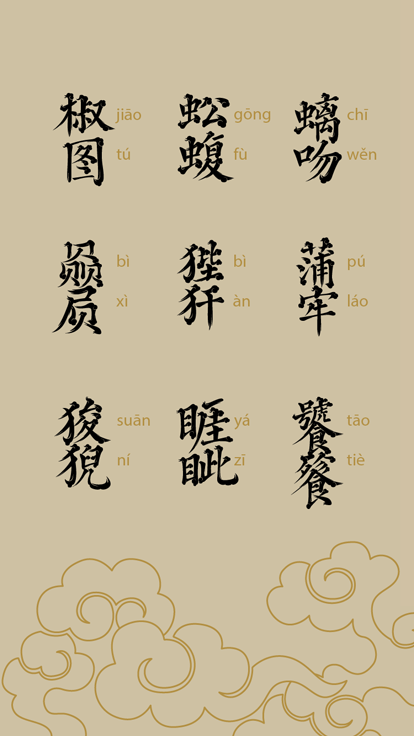 椒 jiāo 蚣 gōng 螭 chī
图 tú 蝮 fù 吻 wěn
赑 bì 狴 bì 蒲 pú
屃 xì 犴 àn 牢 láo
狻 suān 睚 yá 饕 tāo
猊 ní 眦 zī 餮 tiè